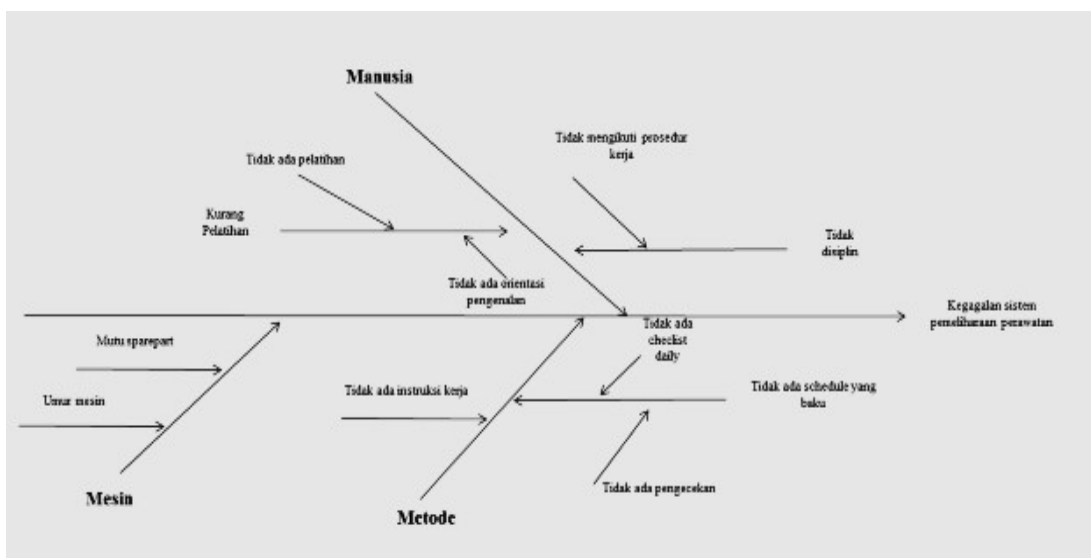 Manusia
Tidak mengikuti prosedur
kerja
Tidak ada pelatihan
Kurang
Pelatihan
Tidak
disiplin
Tidak ada orientasi
pengenalan
Kegagalan sistem
pemeliharaan perawatan
Tidak ada
checlist
daily
Mutu sparepart
Tidak ada instruksi kerja
Tidak ada schedule yang
baku
Umur mesin
Tidak ada pengecekan
Mesin
Metode